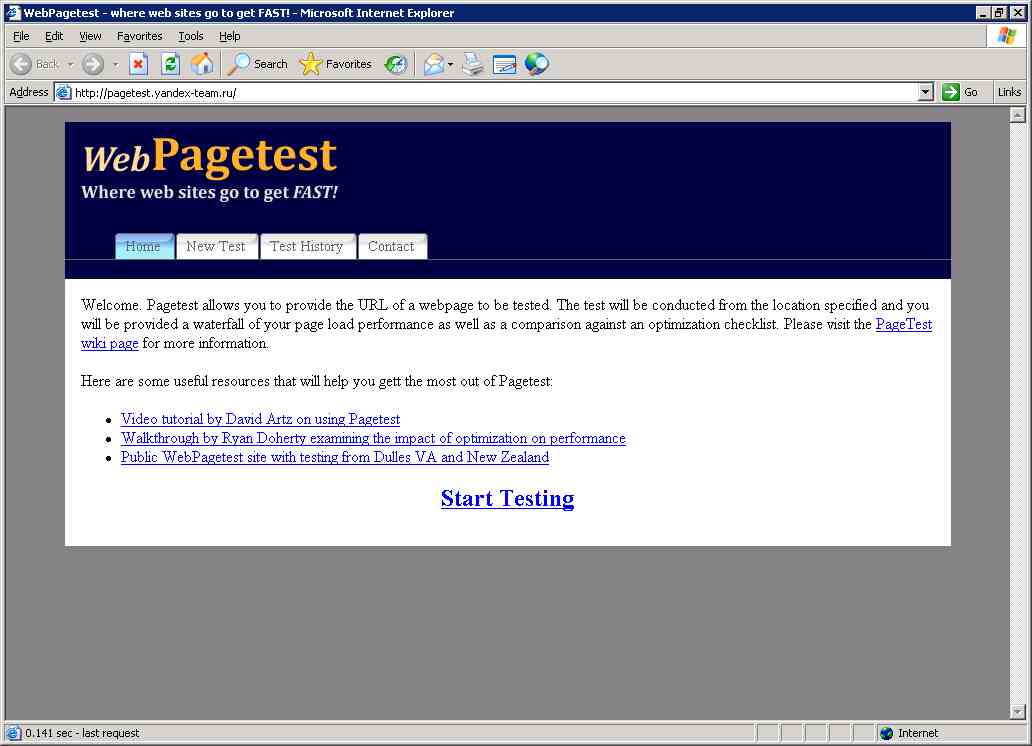 WebPagetest - where web sites go to get FAST! - Microsoft Internet Explorer
File Edit View Favorites Tools Help
Back Search Favorites
Address http://pagetest.yandex-team.ru/ Go Links
WebPagetest
Where web sites go to get FAST!
Home New Test Test History Contact
Welcome. Pagetest allows you to provide the URL of a webpage to be tested. The test will be conducted from the location specified and you
will be provided a waterfall of your page load performance as well as a comparison against an optimization checklist. Please visit the PageTest
wiki page for more information.
Here are some useful resources that will help you gett the most out of Pagetest:
Video tutorial by David Artz on using Pagetest
Walkthrough by Ryan Doherty examining the impact of optimization on performance
Public WebPagetest site with testing from Dulles VA and New Zealand
Start Testing
0.141 sec - last request Internet